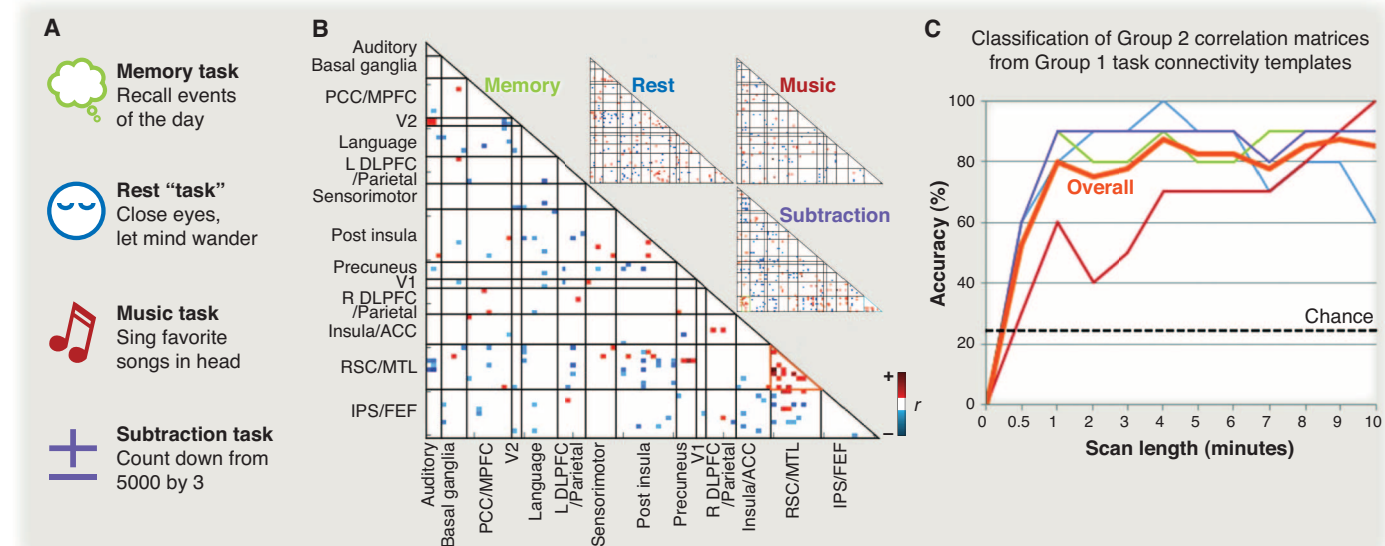 A
Memory task
Recall events
of the day
Rest “task”
Close eyes,
let mind wander
Music task
Sing favorite
songs in head
Subtraction task
Count down from
5000 by 3
B
Auditory
Basal ganglia
PCC/MPFC
V2
Language
L DLPFC
/Parietal
Sensorimotor
Post insula
Precuneus
V1
R DLPFC
/Parietal
Insula/ACC
RSC/MTL
IPS/FEF
Memory
Rest
Music
Subtraction
+
r
–
Auditory
Basal ganglia
PCC/MPFC
V2
Language
L DLPFC
/Parietal
Sensorimotor
Post insula
Precuneus
V1
R DLPFC
/Parietal
Insula/ACC
RSC/MTL
IPS/FEF
C
Classification of Group 2 correlation matrices
from Group 1 task connectivity templates
Accuracy (%)
100
80
60
40
20
0
Overall
Chance
0 0.5 1 2 3 4 5 6 7 8 9 10
Scan length (minutes)